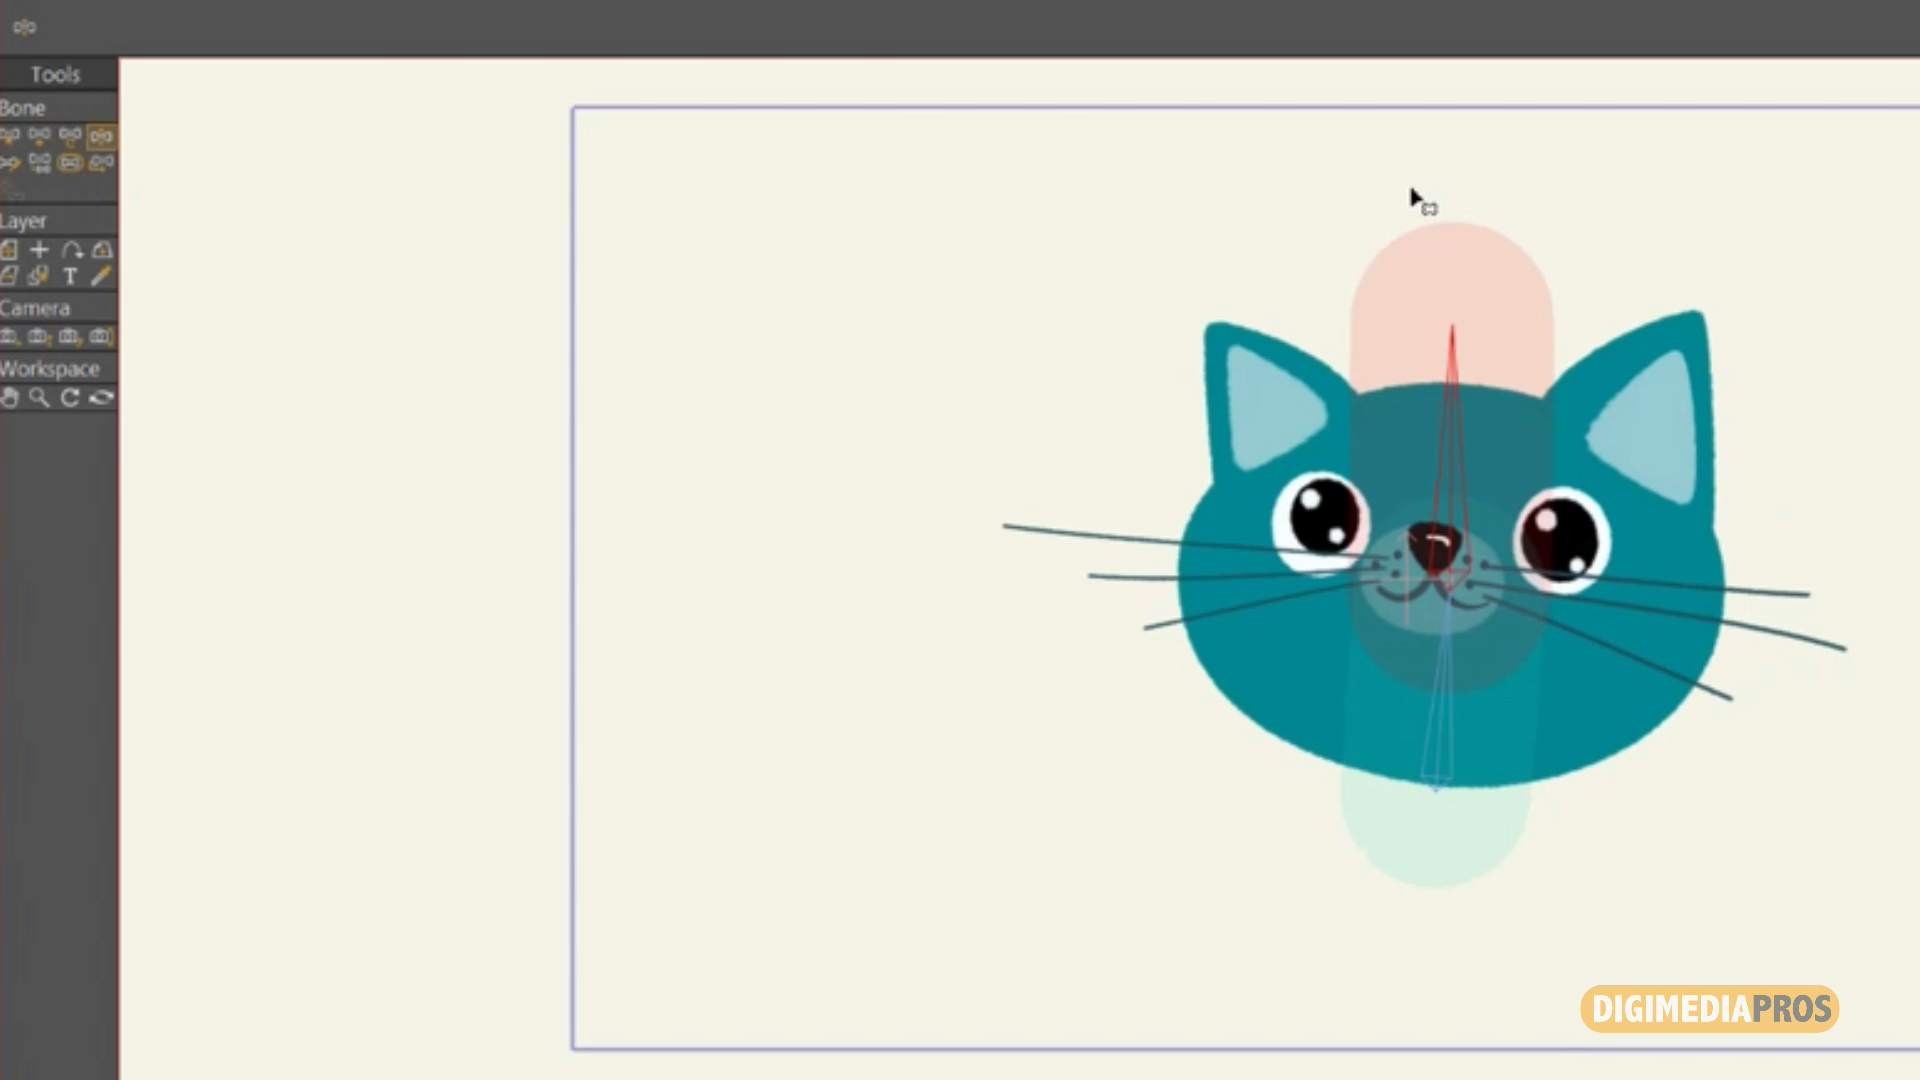 Tools
Bone
Layer
T
Camera
Workspace
DIGIMEDIAPROS